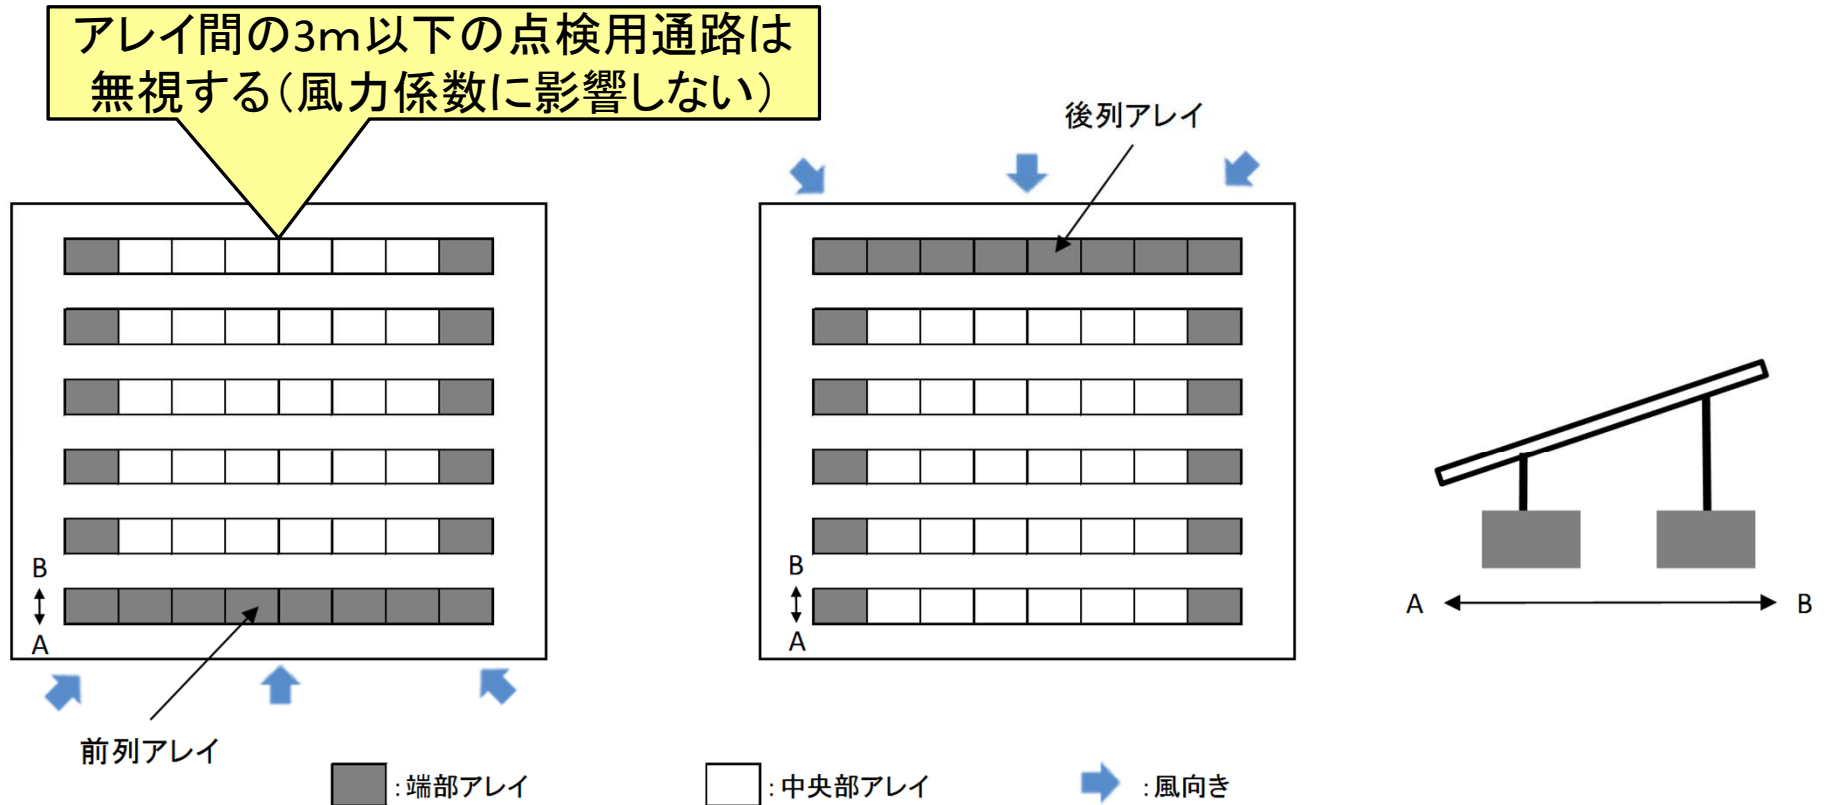 アレイ間の3m以下の点検用通路は
無視する(風力係数に影響しない)
後列アレイ
B
A
B
A
A
B
前列アレイ
:端部アレイ
:中央部アレイ
:風向き